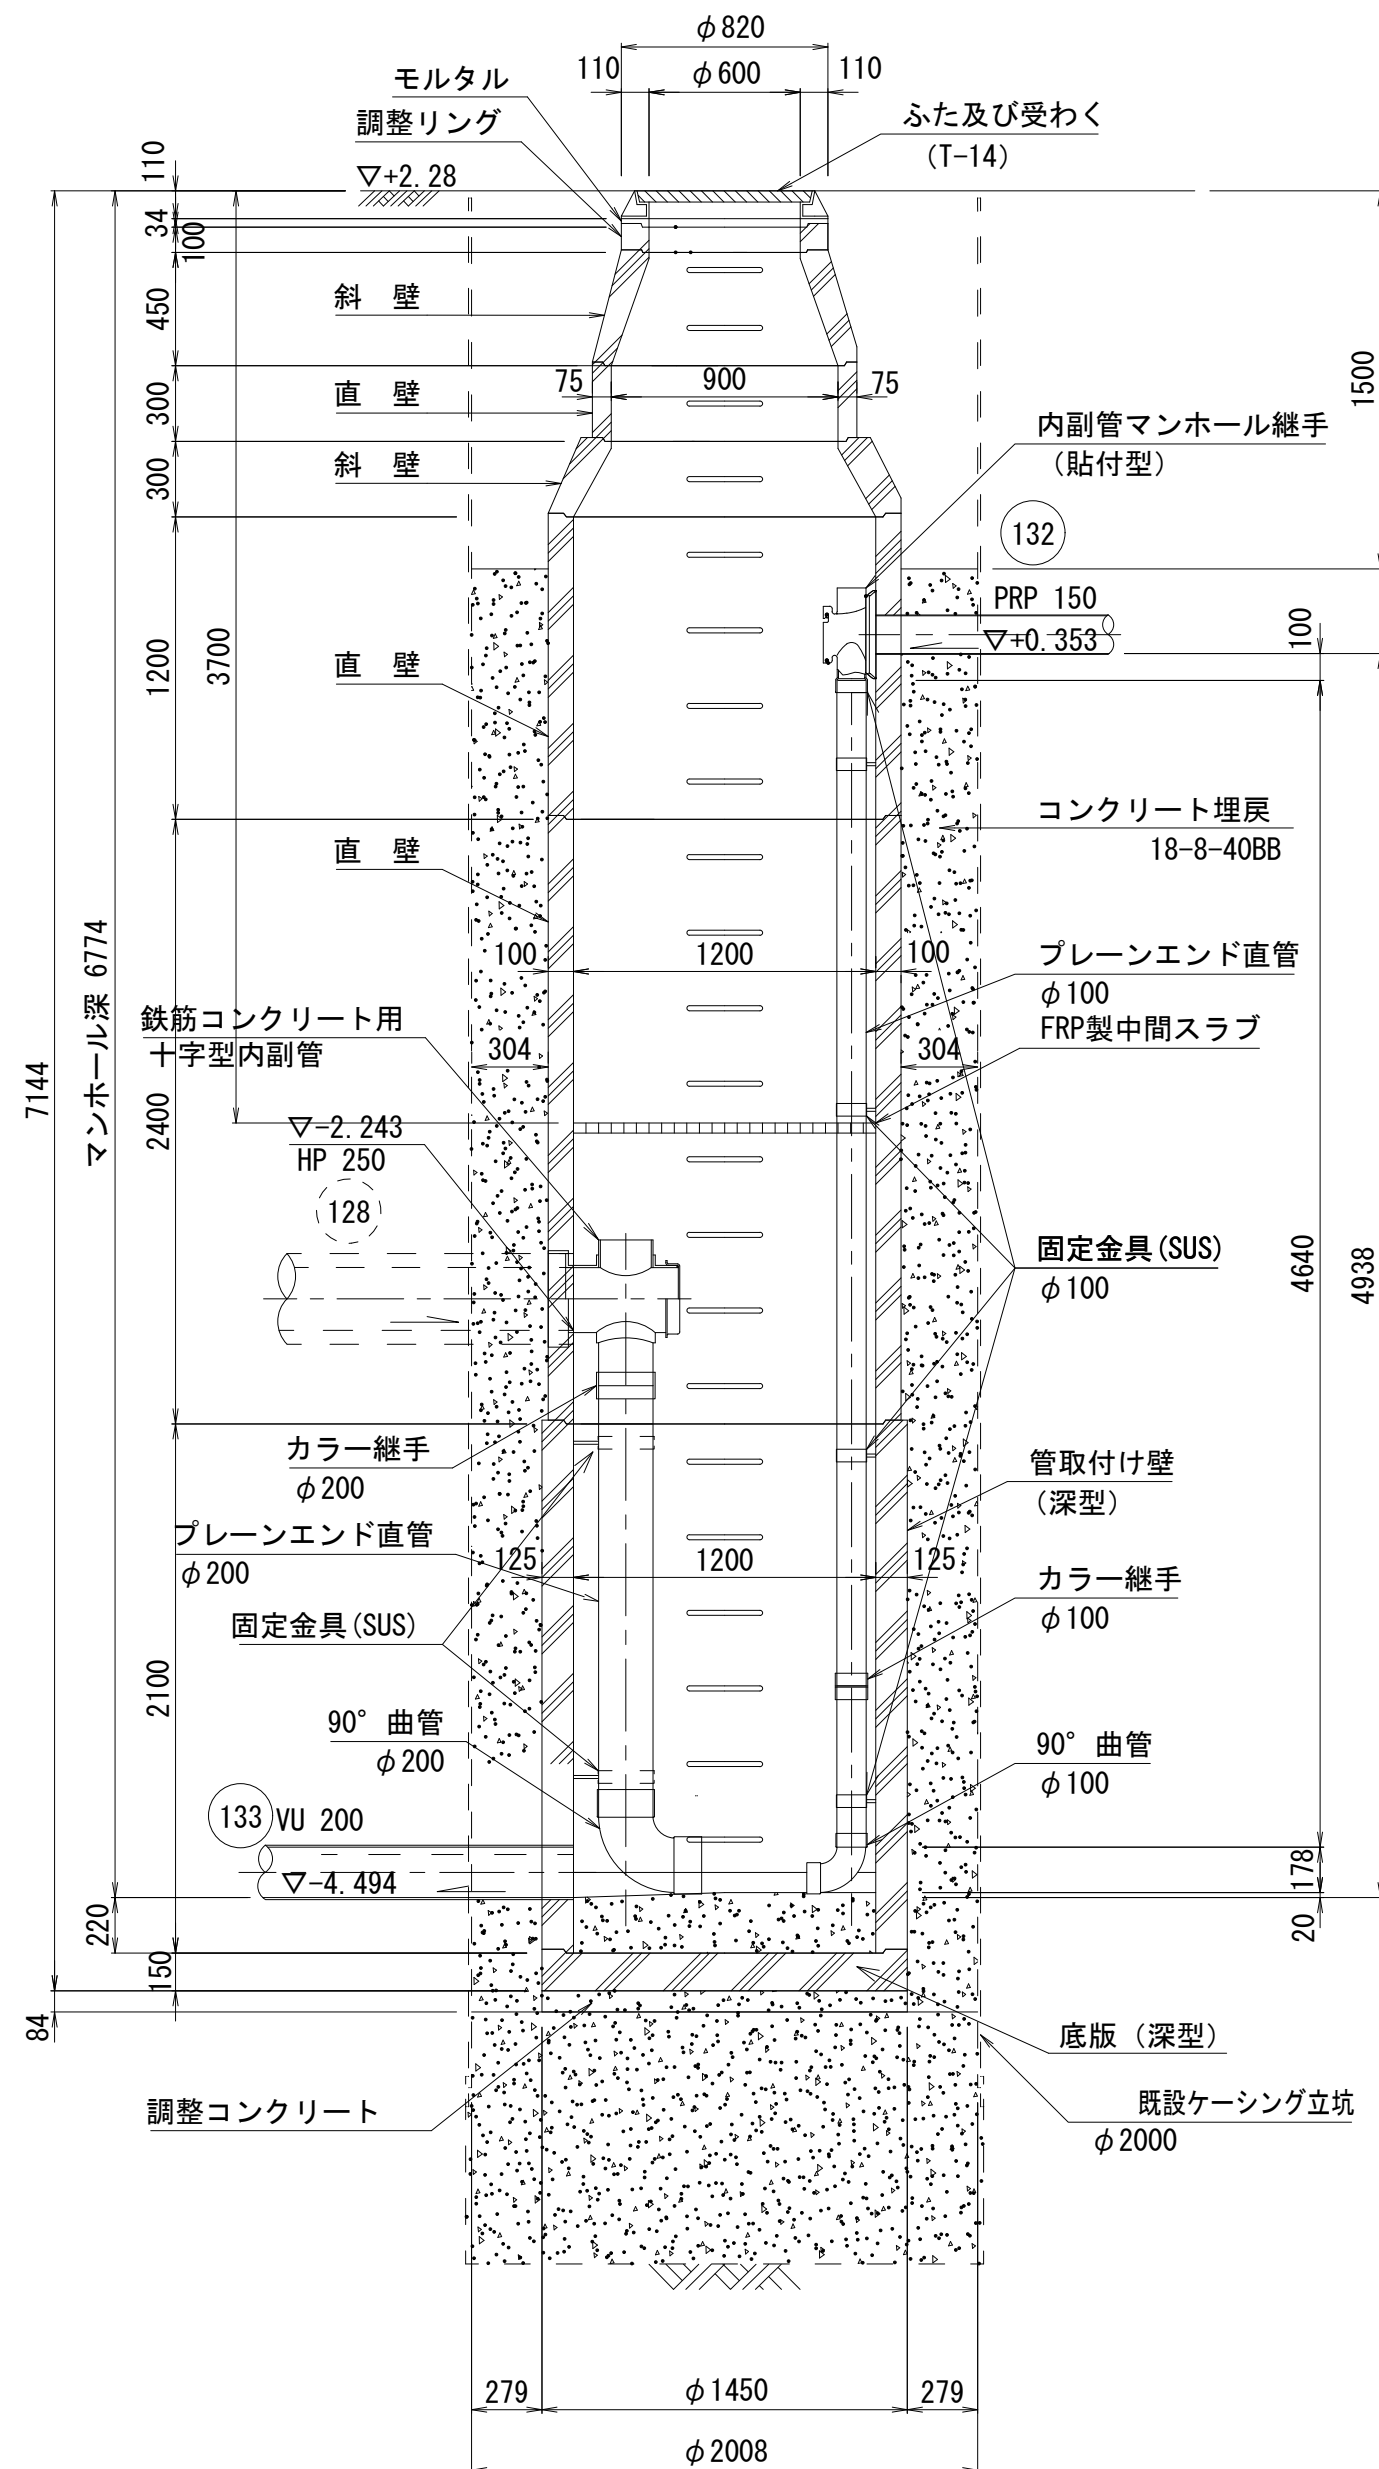 φ820
110
φ600
110
モルタル
調整リング
ふた及び受わく
(T-14)
▽+2.28
110
34
100
450
300
300
1200
2400
2100
150
3700
マンホール深 6774
220
7144
84
斜 壁
直 壁
斜 壁
直 壁
直 壁
75
900
75
1500
内副管マンホール継手
(貼付型)
132
PRP 150
▽+0.353
100
コンクリート埋戻
18-8-40BB
100
1200
100
プレーンエンド直管
φ100
FRP製中間スラブ
鉄筋コンクリート用
十字型内副管
304
304
▽-2.243
HP 250
128
固定金具(SUS)
φ100
4640
4938
カラー継手
φ200
管取付け壁
(深型)
プレーンエンド直管
φ200
125
1200
125
カラー継手
φ100
固定金具(SUS)
90° 曲管
φ200
90° 曲管
φ100
133
VU 200
▽-4.494
178
20
底版(深型)
調整コンクリート
既設ケーシング立坑
φ2000
279
φ1450
279
φ2008